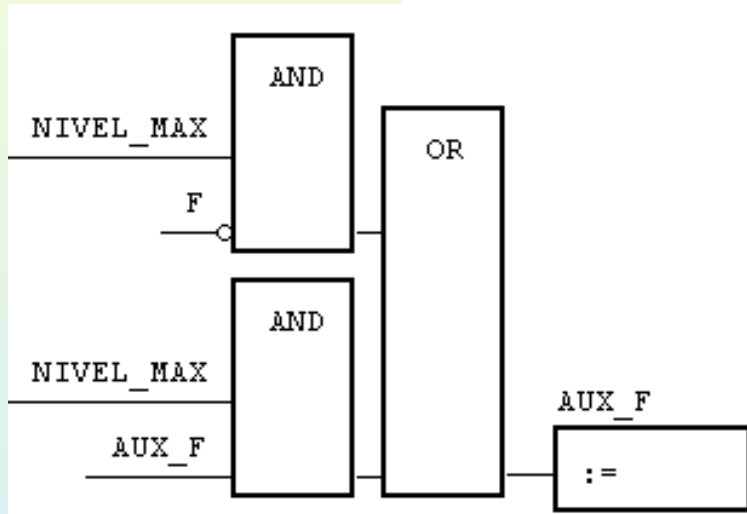 AND
NIVEL_MAX
OR
F
AND
NIVEL_MAX
AUX_F
AUX_F
:=